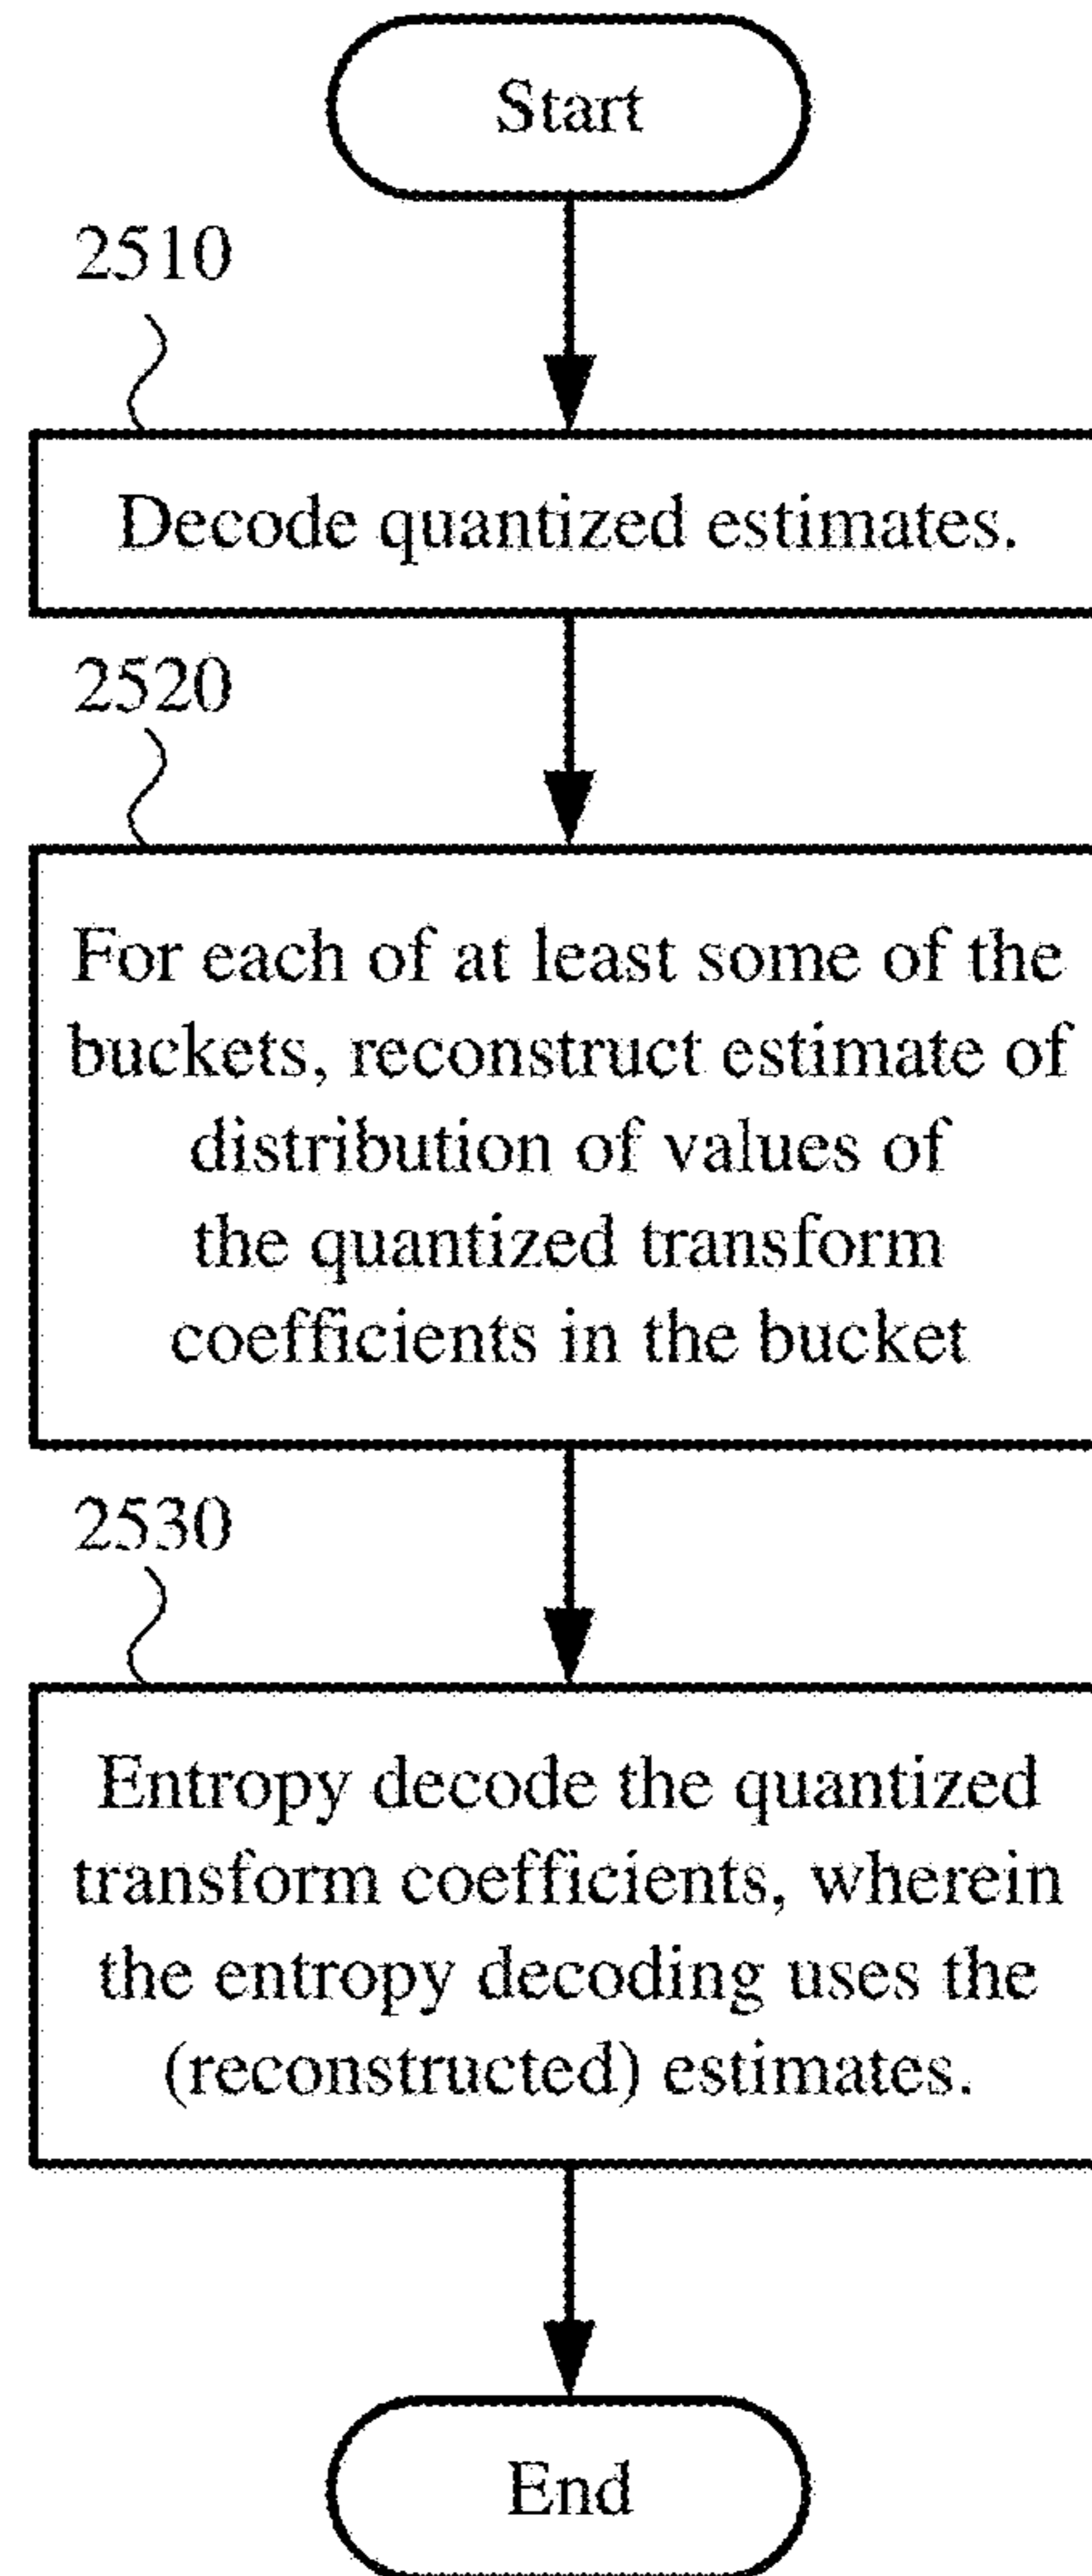 Start
2510
Decode quantized estimates.
2520
For each of at least some of the
buckets, reconstruct estimate of
distribution of values of
the quantized transform
coefficients in the bucket
2530
Entropy decode the quantized
transform coefficients, wherein
the entropy decoding uses the
(reconstructed) estimates.
End